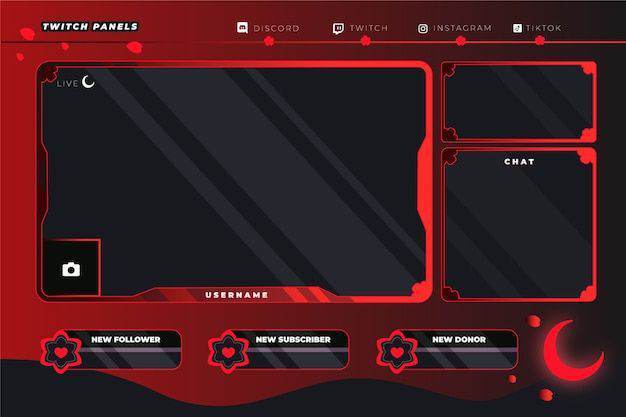 TWITCH PANELS
DISCORD
TWITCH
INSTAGRAM
TIKTOK
LIVE
CHAT
USERNAME
NEW FOLLOWER
NEW SUBSCRIBER
NEW DONOR